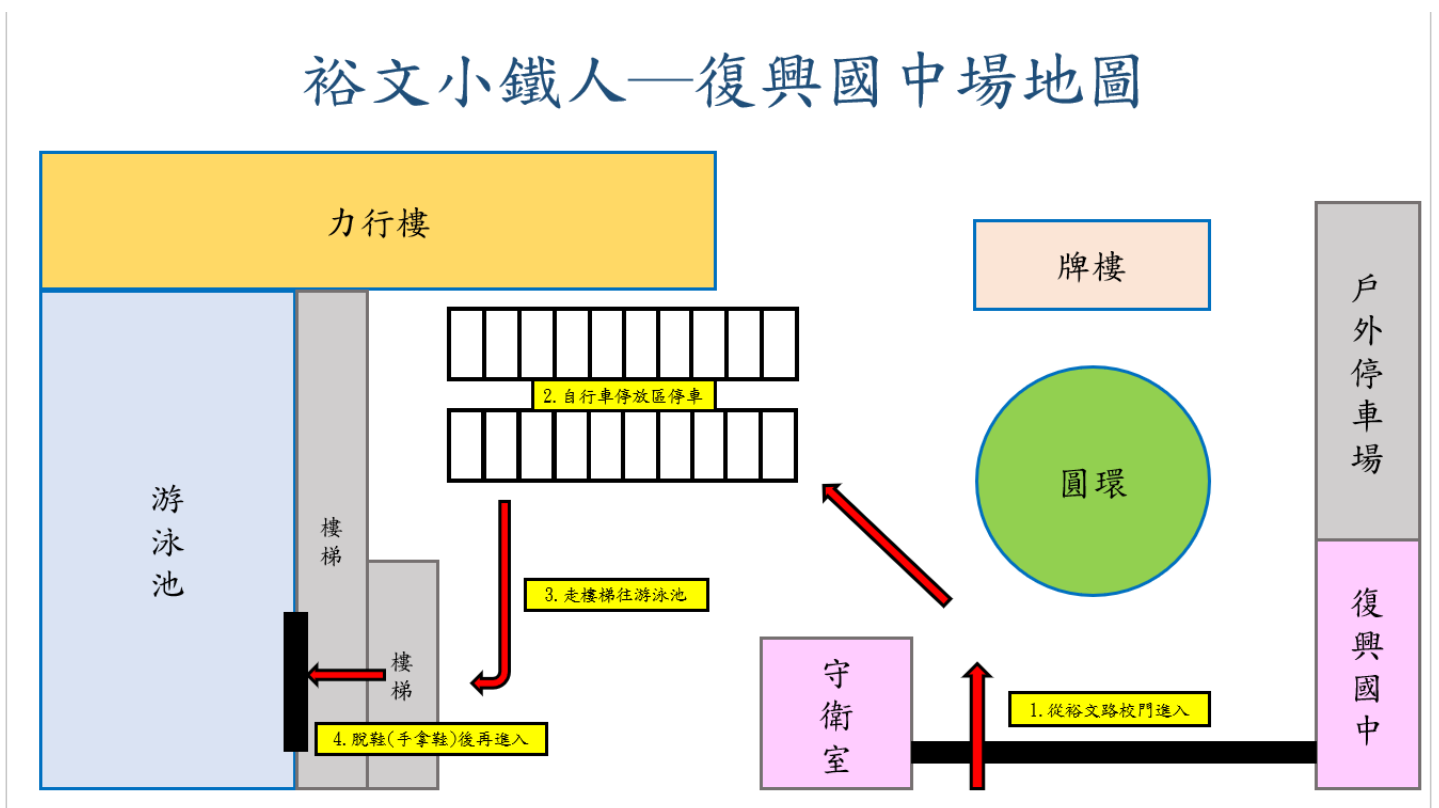 裕文小鐵人—復興國中場地圖
力行樓
牌樓
戶外停車場
2.自行車停放區停車
圓環
游泳池
樓梯
3.走樓梯往游泳池
復興國中
樓梯
守衛室
1.從裕文路校門進入
4.脫鞋(手拿鞋)後再進入